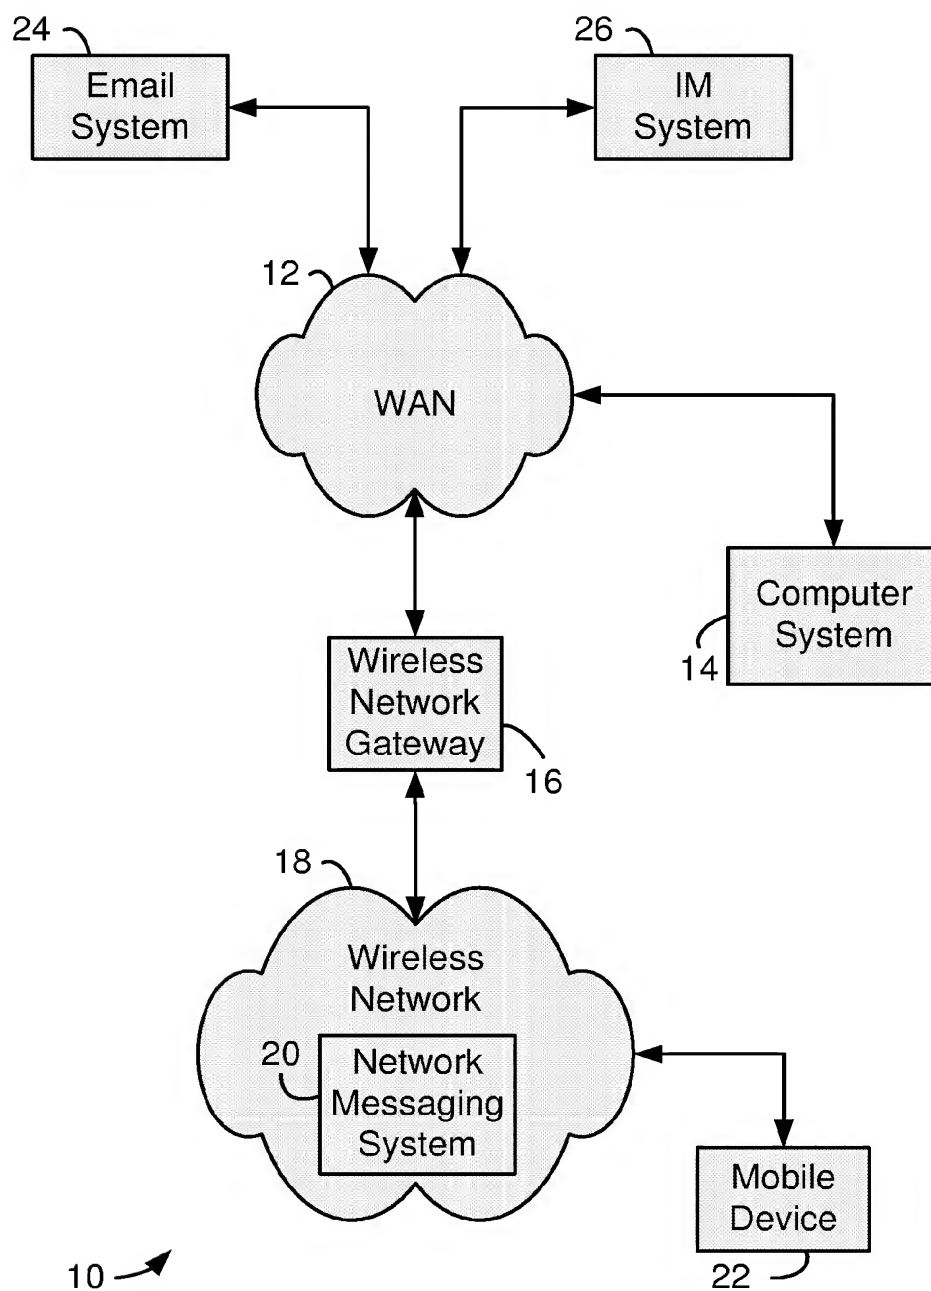 24
Email
System
26
IM
System
12
WAN
Computer
System
14
Wireless
Network
Gateway
16
18
Wireless
Network
20
Network
Messaging
System
Mobile
Device
22
10